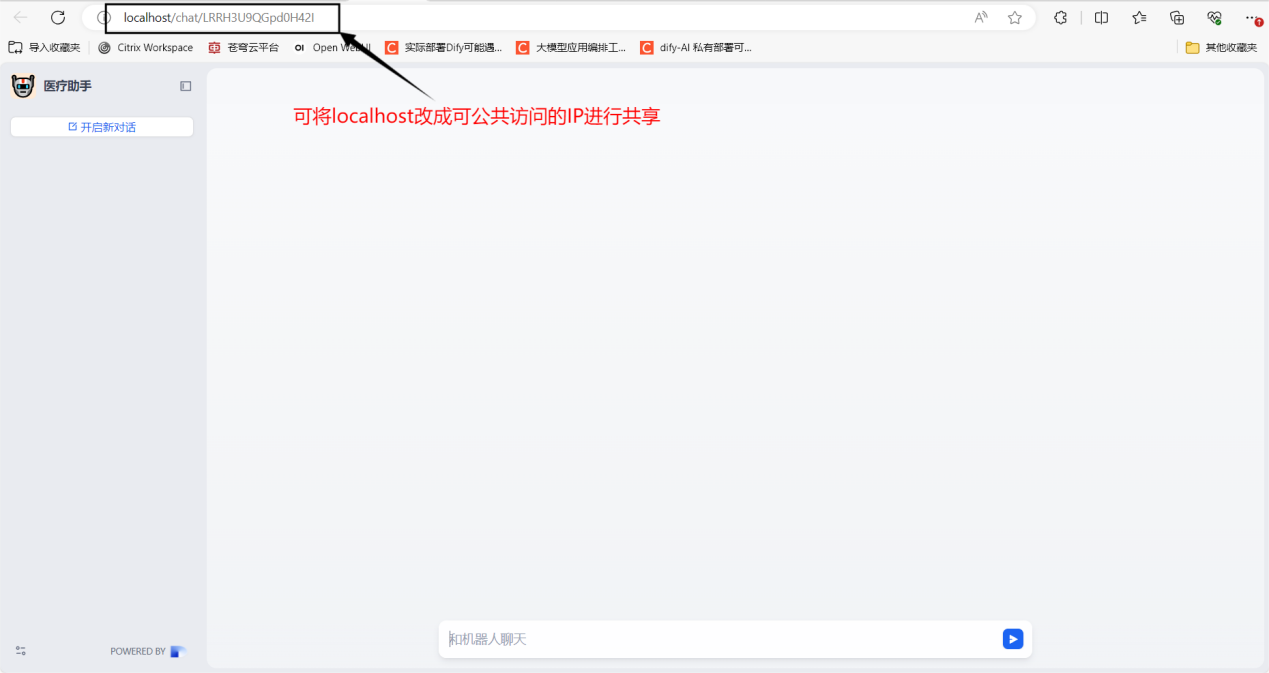 localhost/chat/LRRH3U9QGpd0H42I
导入收藏夹 Citrix Workspace 苍穹云平台 OI Open WebUI C 实际部署Dify可能遇... C 大模型应用编排工... C dify-AI 私有部署可... 其他收藏夹
医疗助手
可将localhost改成可公共访问的IP进行共享
开启新对话
和机器人聊天
POWERED BY